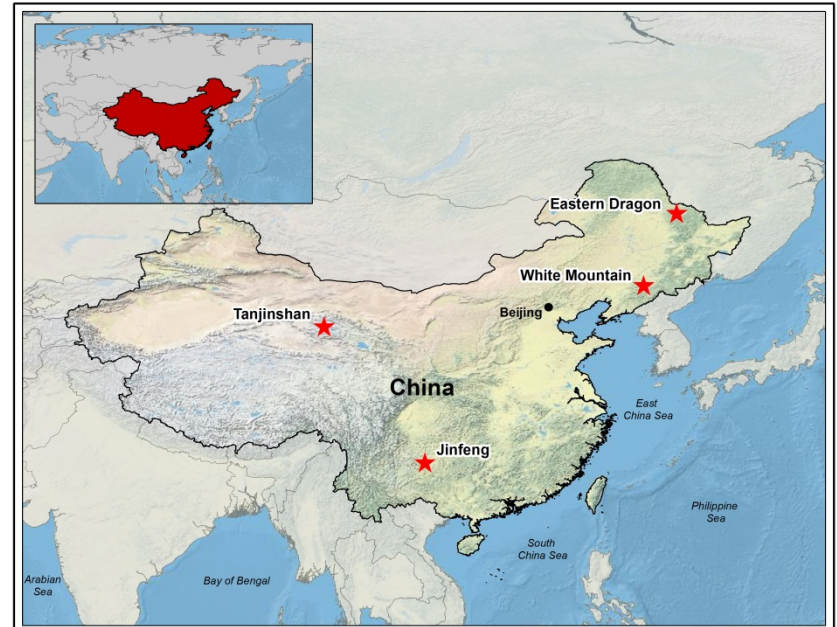 Eastern Dragon
White Mountain
Beijing
Tanjinshan
China
East
China Sea
Jinfeng
Philippine
Sea
South
China Sea
Arabian
Sea
Bay of Bengal